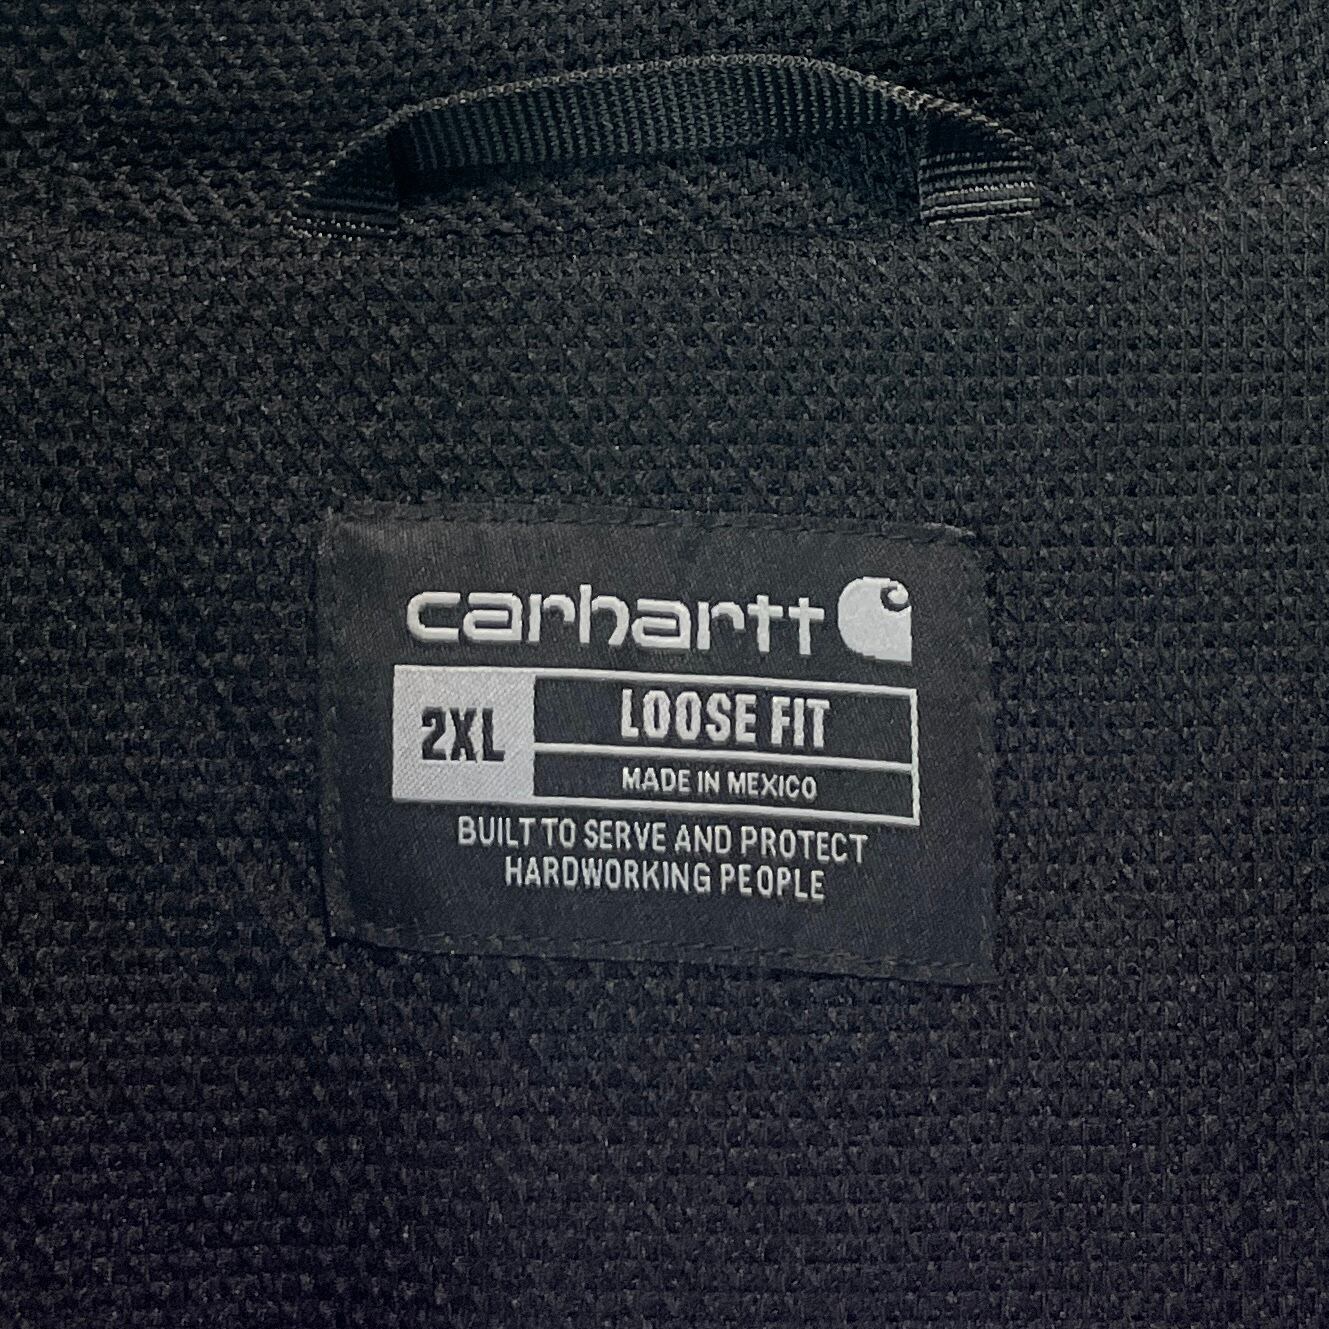 carhartt
2XL
LOOSE FIT
MADE IN MEXICO
BUILT TO SERVE AND PROTECT
HARDWORKING PEOPLE